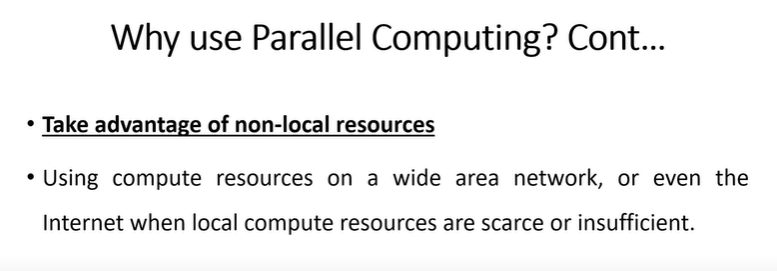 Why use Parallel Computing? Cont...
• Take advantage of non-local resources
• Using compute resources on a wide area network, or even the
Internet when local compute resources are scarce or insufficient.